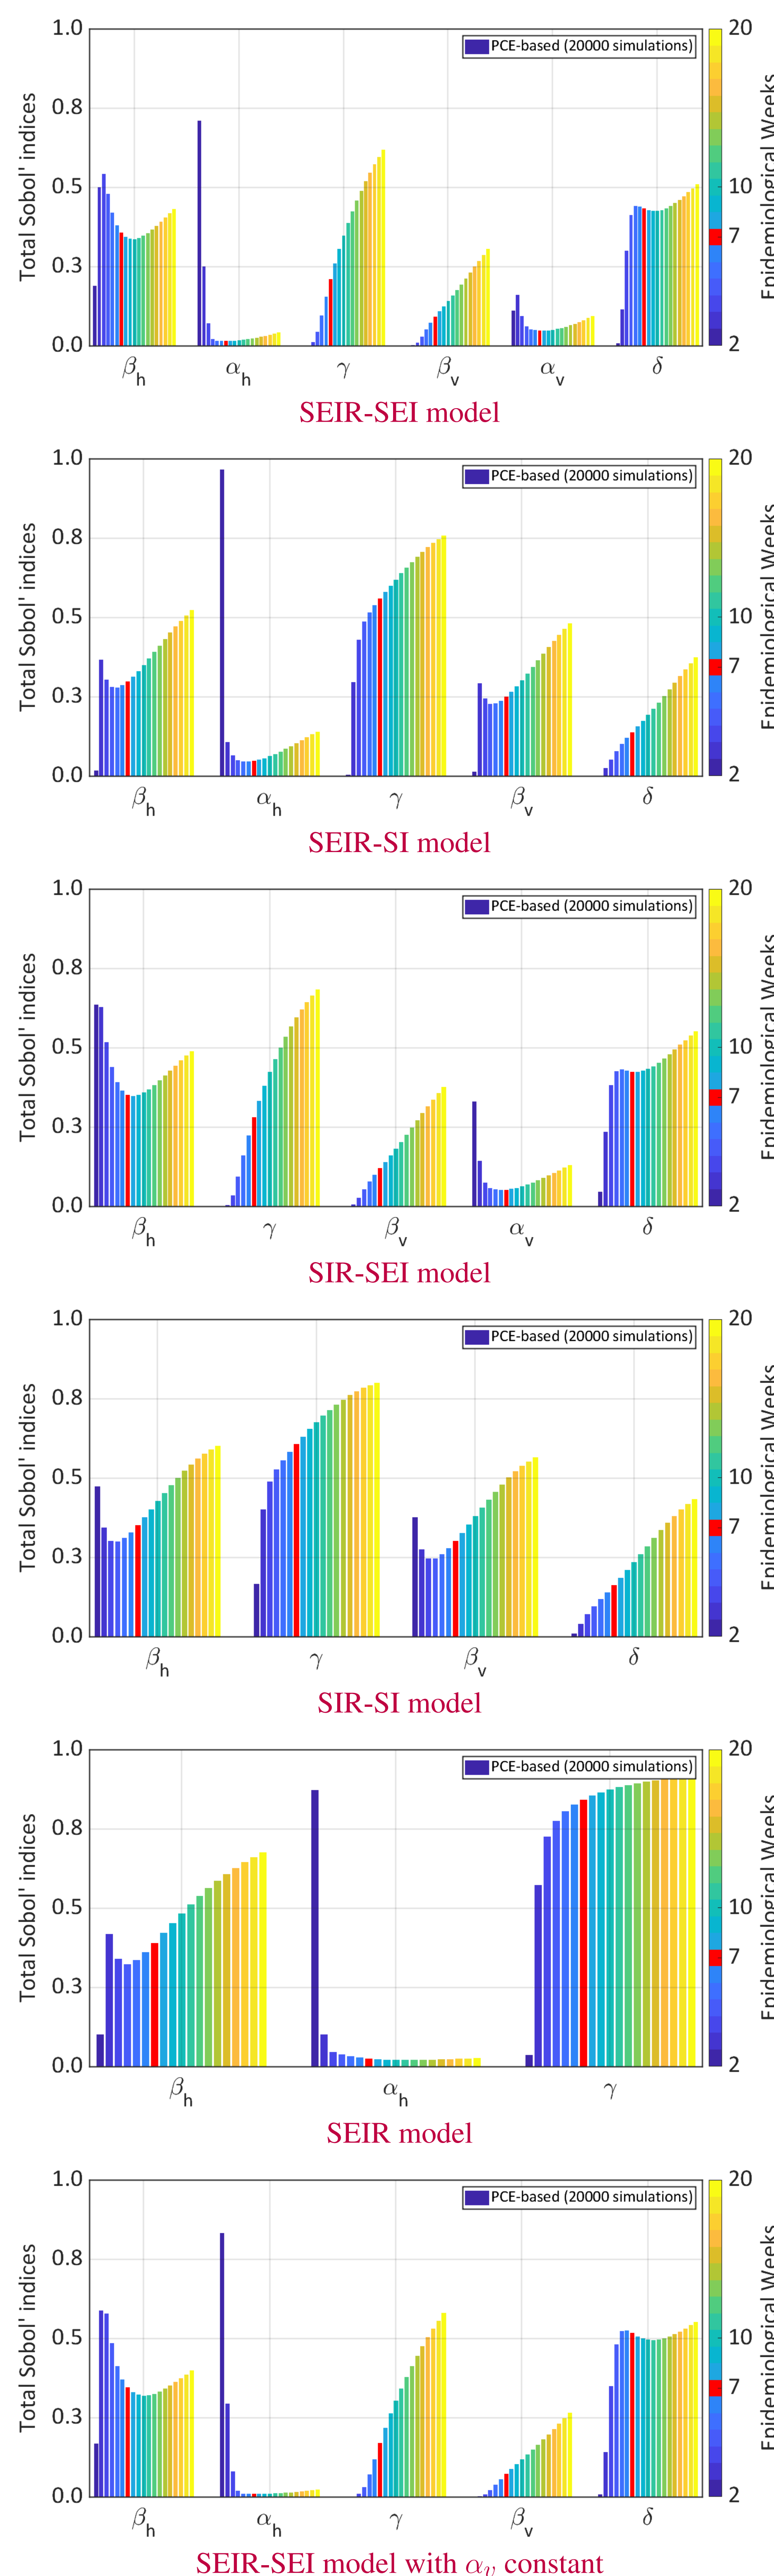 1.0
0.8
0.5
0.3
0.0
Total Sobol' indices
PCE-based (20000 simulations)
βh
αh
γ
βv
αv
δ
20
10
7
2
Epidemiological Weeks
SEIR-SEI model
1.0
0.8
0.5
0.3
0.0
Total Sobol' indices
PCE-based (20000 simulations)
βh
αh
γ
βv
δ
20
10
7
2
Epidemiological Weeks
SEIR-SI model
1.0
0.8
0.5
0.3
0.0
Total Sobol' indices
PCE-based (20000 simulations)
βh
γ
βv
αv
δ
20
10
7
2
Epidemiological Weeks
SIR-SEI model
1.0
0.8
0.5
0.3
0.0
Total Sobol' indices
PCE-based (20000 simulations)
βh
γ
βv
δ
20
10
7
2
Epidemiological Weeks
SIR-SI model
1.0
0.8
0.5
0.3
0.0
Total Sobol' indices
PCE-based (20000 simulations)
βh
αh
γ
20
10
7
2
Epidemiological Weeks
SEIR model
1.0
0.8
0.5
0.3
0.0
Total Sobol' indices
PCE-based (20000 simulations)
βh
αh
γ
βv
δ
20
10
7
2
Epidemiological Weeks
SEIR-SEI model with αv constant